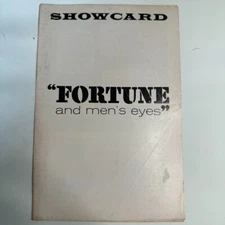 SHOWCARD
"FORTUNE
and men's eyes"